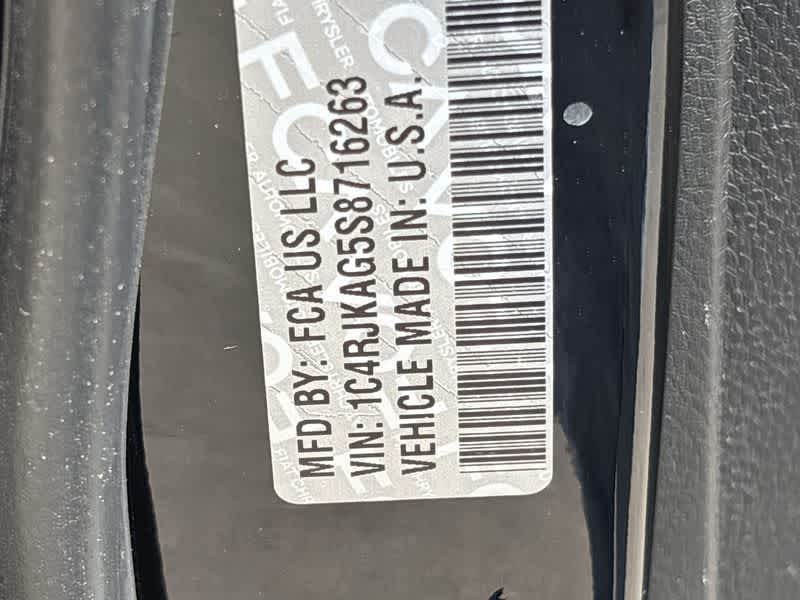 MFD BY: FCA US LLC
VIN: 1C4RJKAG5S8716263
VEHICLE MADE IN: U.S.A.